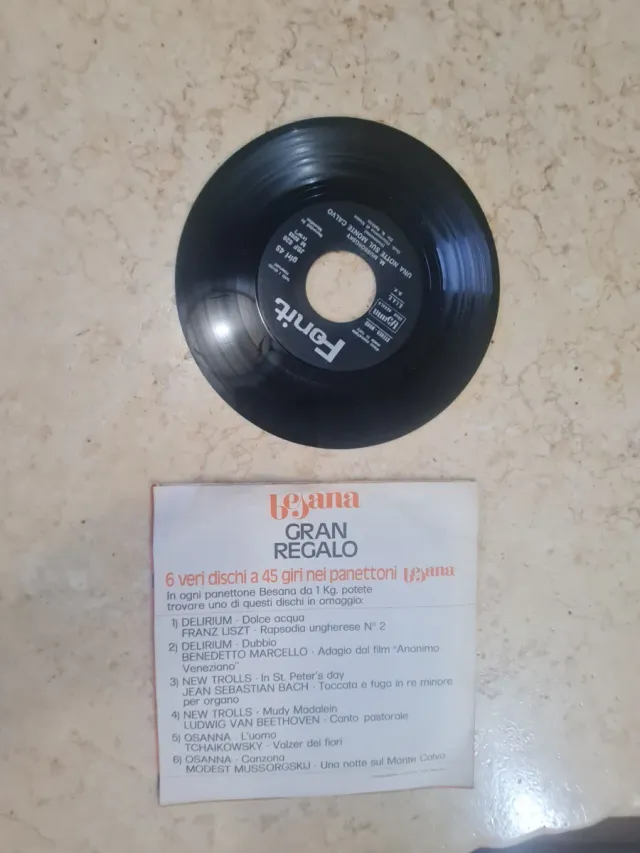 Fonit
giri 45
JBF 826
M. MUSSORGSKY
UNA NOTTE SUL MONTE CALVO
Besana
GRAN
REGALO
6 veri dischi a 45 giri nei panettoni Besana
In ogni panettone Besana da 1 Kg. potete
trovare uno di questi dischi in omaggio:
1) DELIRIUM - Dolce acqua
FRANZ LISZT - Rapsodia ungherese N° 2
2) DELIRIUM - Dubbio
BENEDETTO MARCELLO - Adagio dal film "Anonimo
Veneziano"
3) NEW TROLLS - In St. Peter's day
JEAN SEBASTIAN BACH - Toccata e fuga in re minore
per organo
4) NEW TROLLS - Mudy Madalein
LUDWIG VAN BEETHOVEN - Canto pastorale
5) OSANNA - L'uomo
TCHAIKOWSKY - Valzer dei fiori
6) OSANNA - Canzona
MODEST MUSSORGSKIJ - Una notte sul Monte Calvo